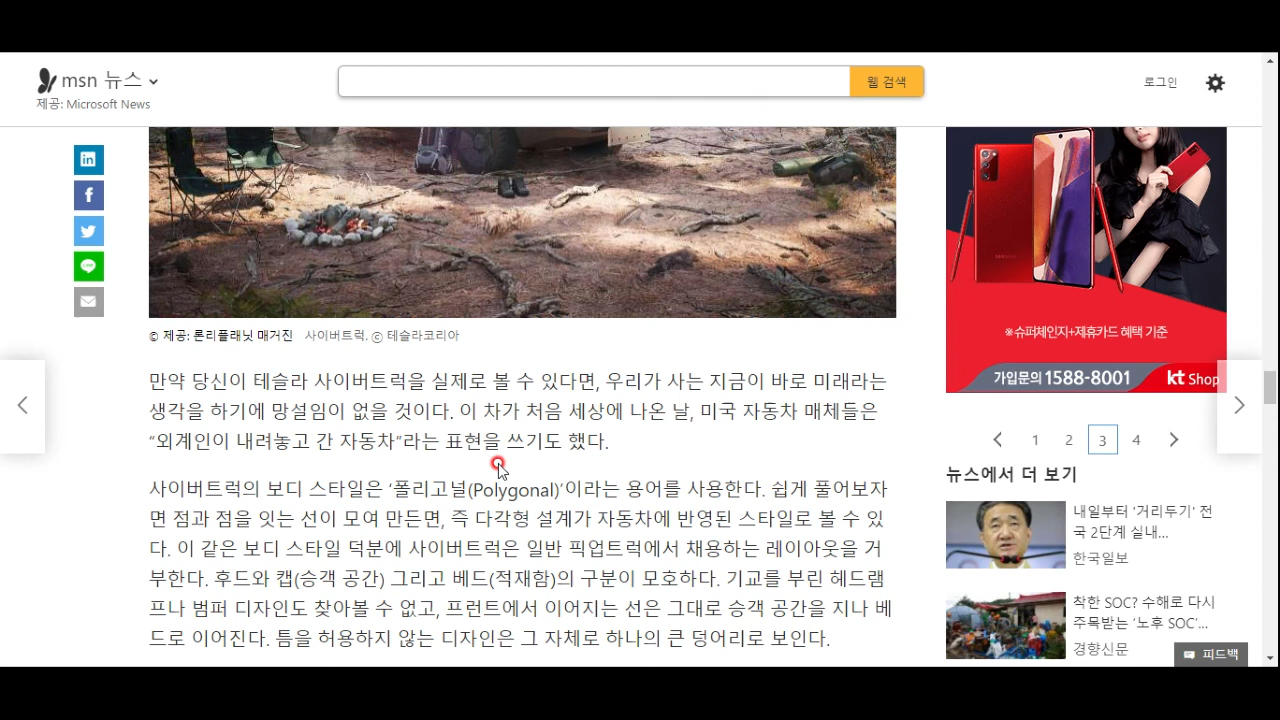 msn 뉴스
제공: Microsoft News
웹 검색
로그인
in
f
© 제공: 론리플래닛 매거진 사이버트럭. ⓒ 테슬라코리아
만약 당신이 테슬라 사이버트럭을 실제로 볼 수 있다면, 우리가 사는 지금이 바로 미래라는
생각을 하기에 망설임이 없을 것이다. 이 차가 처음 세상에 나온 날, 미국 자동차 매체들은
“외계인이 내려놓고 간 자동차”라는 표현을 쓰기도 했다.
사이버트럭의 보디 스타일은 ‘폴리고널(Polygonal)’이라는 용어를 사용한다. 쉽게 풀어보자
면 점과 점을 잇는 선이 모여 만든면, 즉 다각형 설계가 자동차에 반영된 스타일로 볼 수 있
다. 이 같은 보디 스타일 덕분에 사이버트럭은 일반 픽업트럭에서 채용하는 레이아웃을 거
부한다. 후드와 캡(승객 공간) 그리고 베드(적재함)의 구분이 모호하다. 기교를 부린 헤드램
프나 범퍼 디자인도 찾아볼 수 없고, 프런트에서 이어지는 선은 그대로 승객 공간을 지나 베
드로 이어진다. 틈을 허용하지 않는 디자인은 그 자체로 하나의 큰 덩어리로 보인다.
※슈퍼체인지+제휴카드 혜택 기준
가입문의 1588-8001 kt Shop
1 2 3 4
뉴스에서 더 보기
내일부터 '거리두기' 전
국 2단계 실내...
한국일보
착한 SOC? 수해로 다시
주목받는 ‘노후 SOC’...
경향신문
피드백